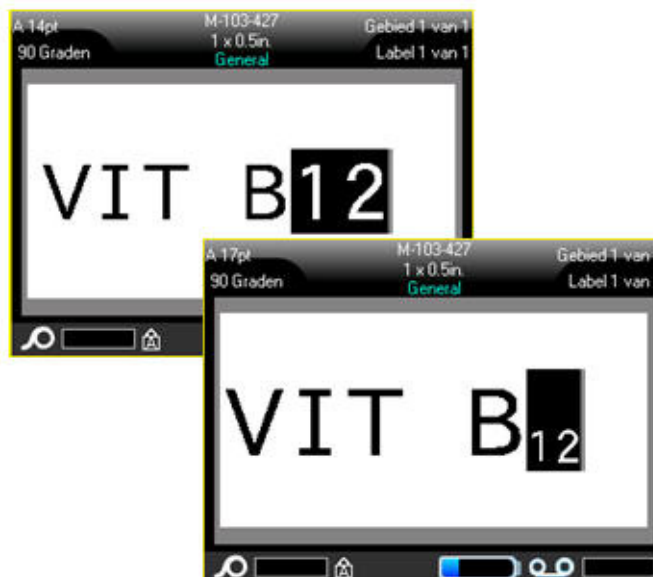 A 14pt M-103-427 Gebied 1 van 1
1 x 0.5in.
90 Graden General Label 1 van 1
VIT B12
A 17pt M-103-427 Gebied 1 van
1 x 0.5in.
90 Graden General Label 1 van
VIT B12